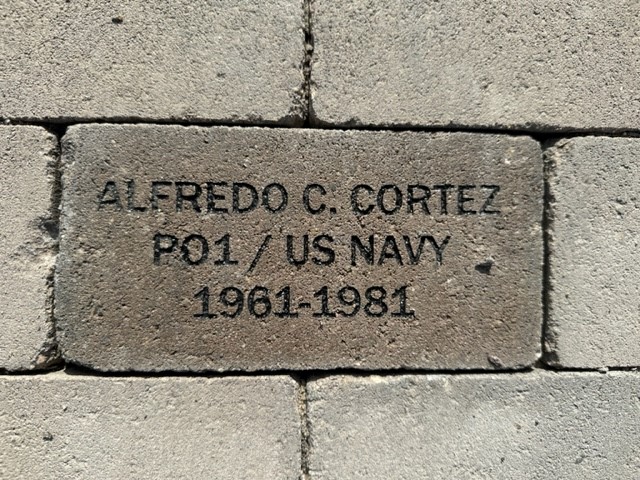 ALFREDO C. CORTEZ
PO1 / US NAVY
1961-1981